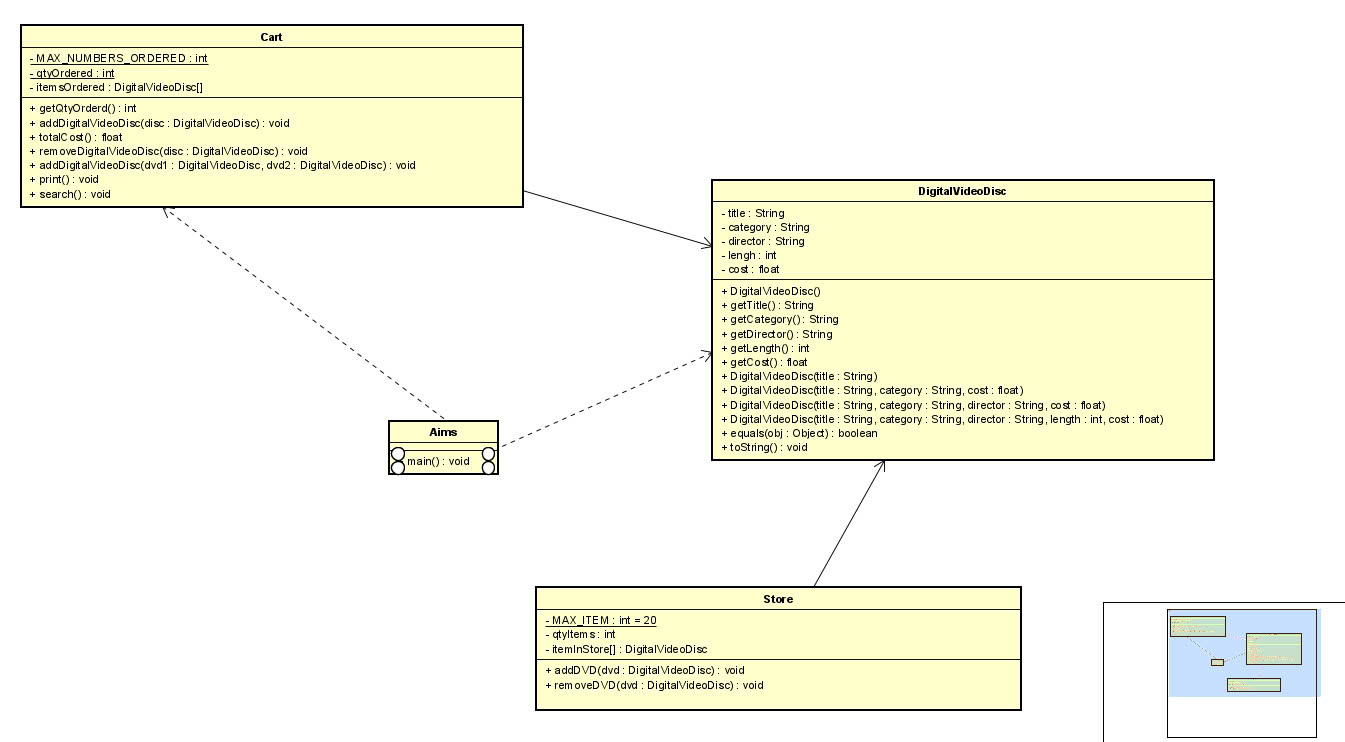 Cart
- MAX_NUMBERS_ORDERED : int
- qtyOrdered : int
- itemsOrdered : DigitalVideoDisc[]
+ getQtyOrderd() : int
+ addDigitalVideoDisc(disc : DigitalVideoDisc) : void
+ totalCost() : float
+ removeDigitalVideoDisc(disc : DigitalVideoDisc) : void
+ addDigitalVideoDisc(dvd1 : DigitalVideoDisc, dvd2 : DigitalVideoDisc) : void
+ print() : void
+ search() : void
DigitalVideoDisc
- title : String
- category : String
- director : String
- lengh : int
- cost : float
+ DigitalVideoDisc()
+ getTitle() : String
+ getCategory() : String
+ getDirector() : String
+ getLength() : int
+ getCost() : float
+ DigitalVideoDisc(title : String)
+ DigitalVideoDisc(title : String, category : String, cost : float)
+ DigitalVideoDisc(title : String, category : String, director : String, cost : float)
+ DigitalVideoDisc(title : String, category : String, director : String, length : int, cost : float)
+ equals(obj : Object) : boolean
+ toString() : void
Aims
main() : void
Store
- MAX_ITEM : int = 20
- qtyItems : int
- itemInStore[] : DigitalVideoDisc
+ addDVD(dvd : DigitalVideoDisc) : void
+ removeDVD(dvd : DigitalVideoDisc) : void